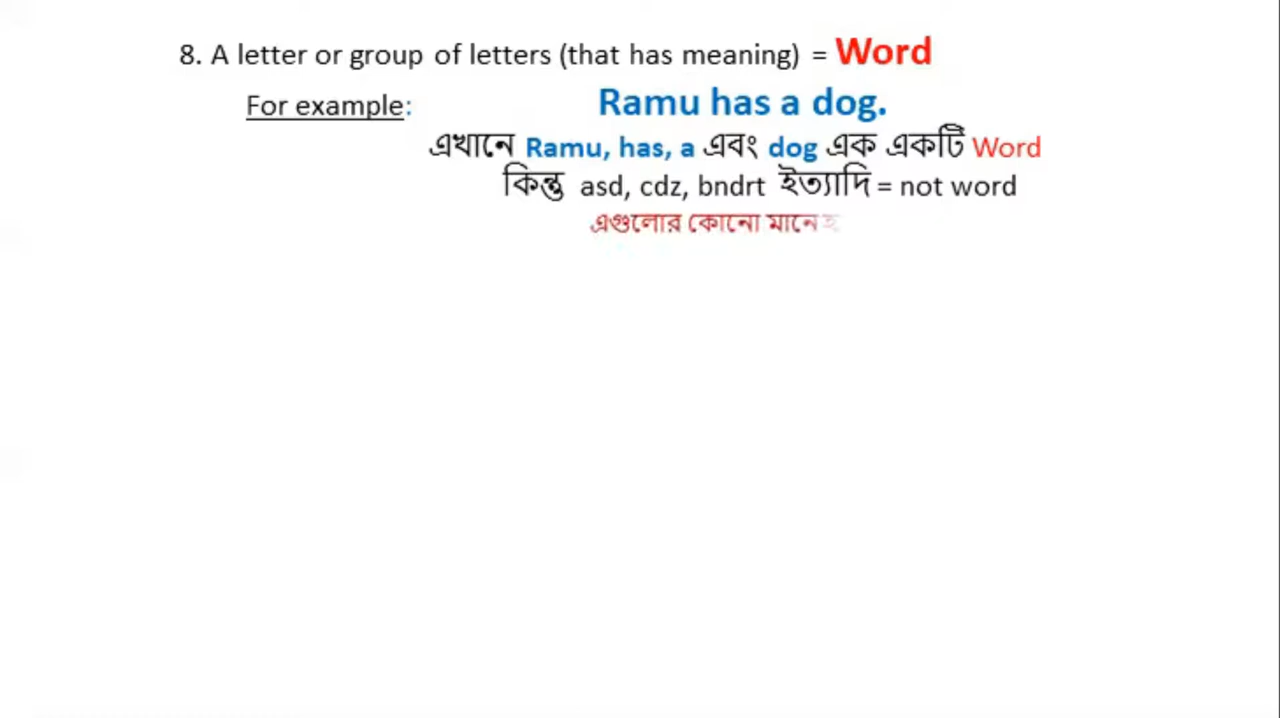 8. A letter or group of letters (that has meaning) = Word
For example: Ramu has a dog.
এখানে Ramu, has, a এবং dog এক একটি Word
কিন্তু asd, cdz, bndrt ইত্যাদি = not word
এগুলোর কোনো মানে